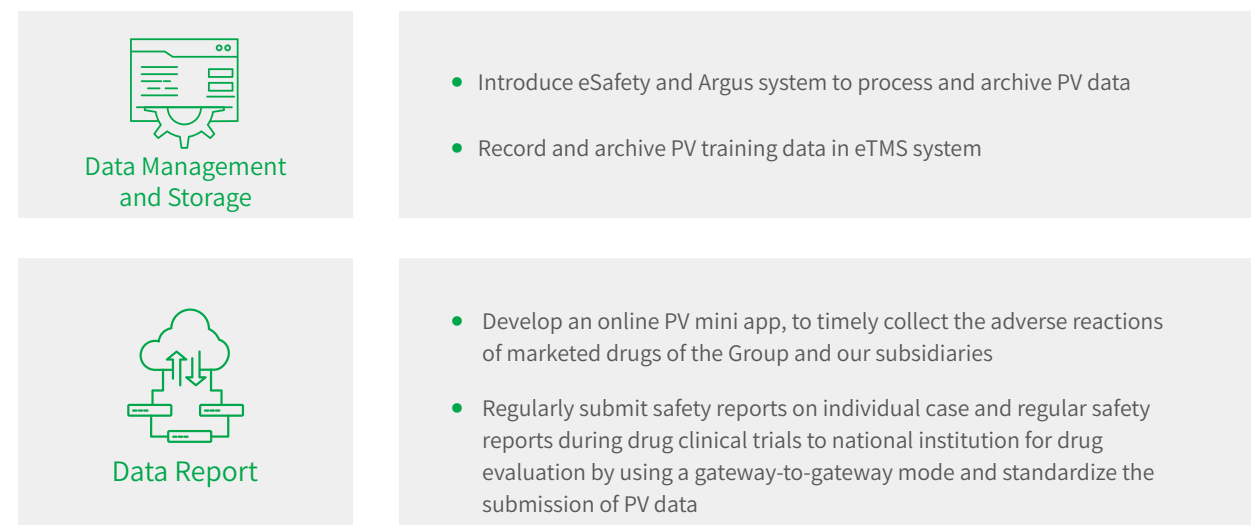 Data Management
and Storage
Introduce eSafety and Argus system to process and archive PV data
Record and archive PV training data in eTMS system
Data Report
Develop an online PV mini app, to timely collect the adverse reactions
of marketed drugs of the Group and our subsidiaries
Regularly submit safety reports on individual case and regular safety
reports during drug clinical trials to national institution for drug
evaluation by using a gateway-to-gateway mode and standardize the
submission of PV data